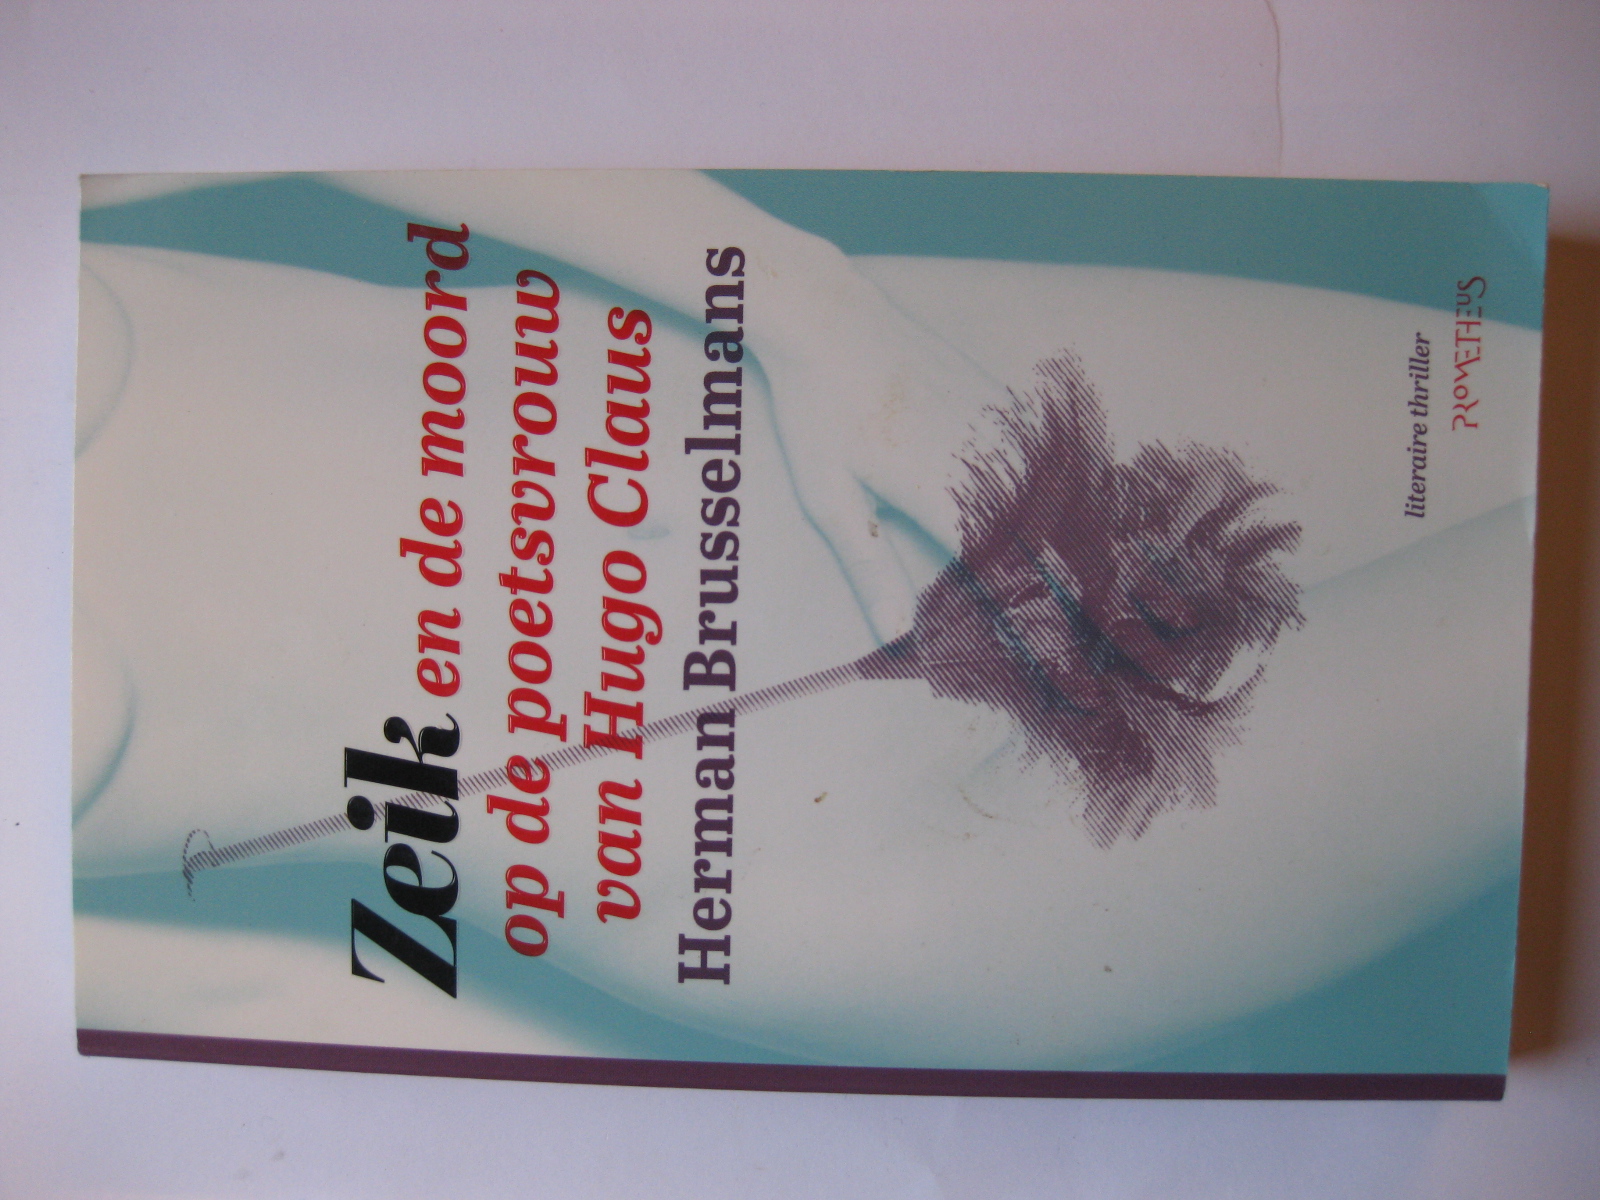 Zeik en de moord
op de poetsvrouw
van Hugo Claus
Herman Brusselmans
literaire thriller
PROMETHEUS